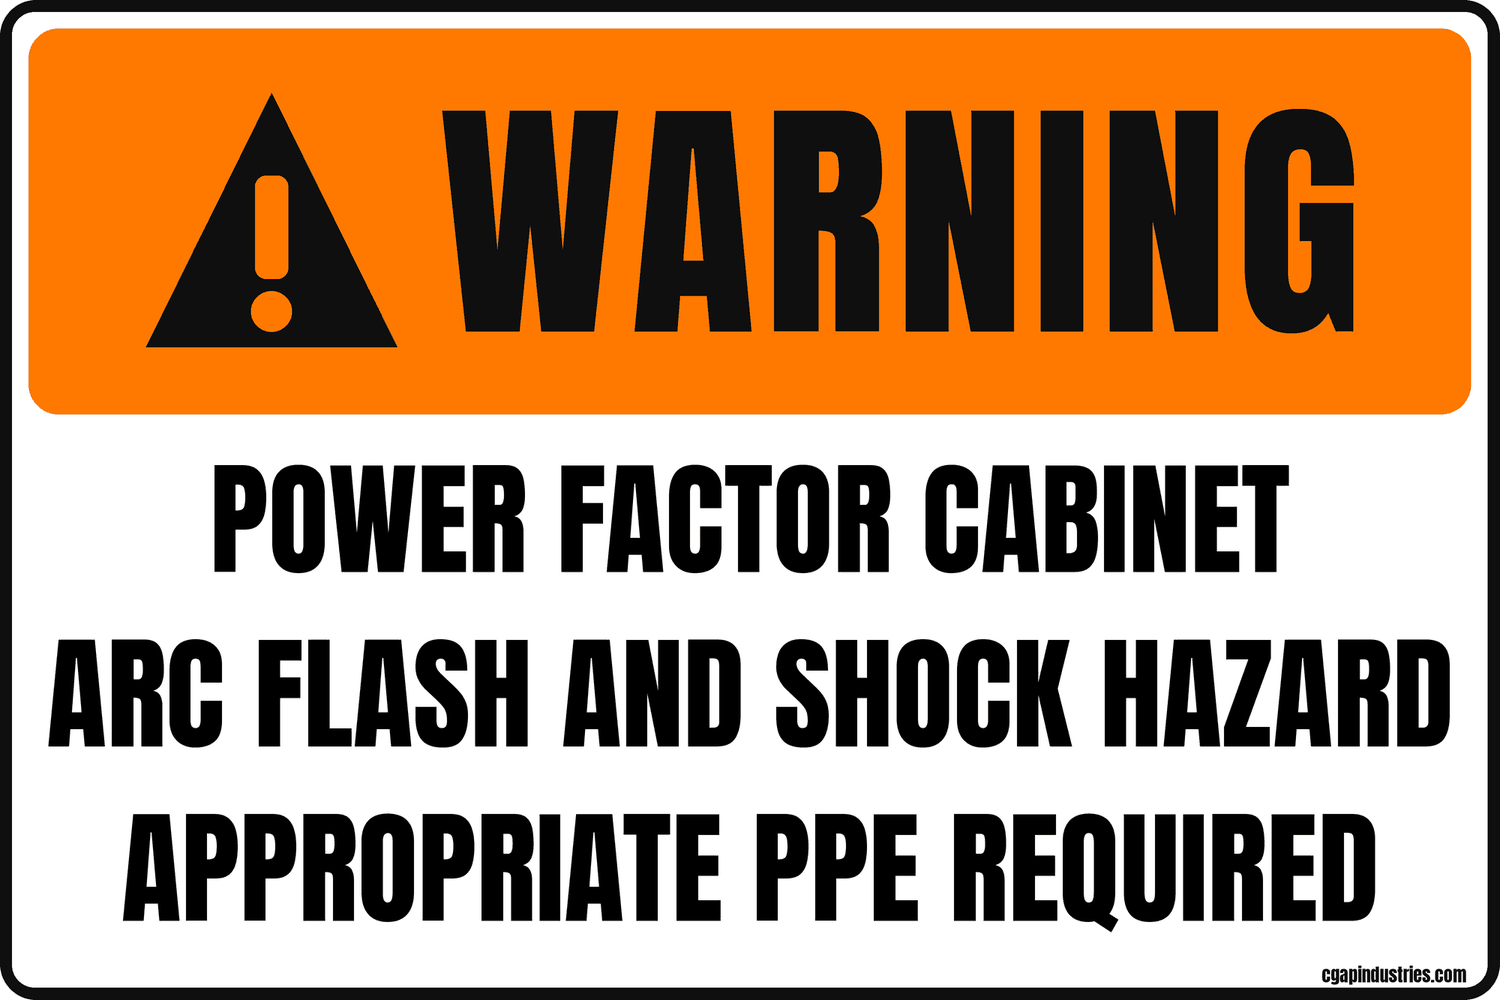 WARNING
POWER FACTOR CABINET
ARC FLASH AND SHOCK HAZARD
APPROPRIATE PPE REQUIRED
cgapindustries.com